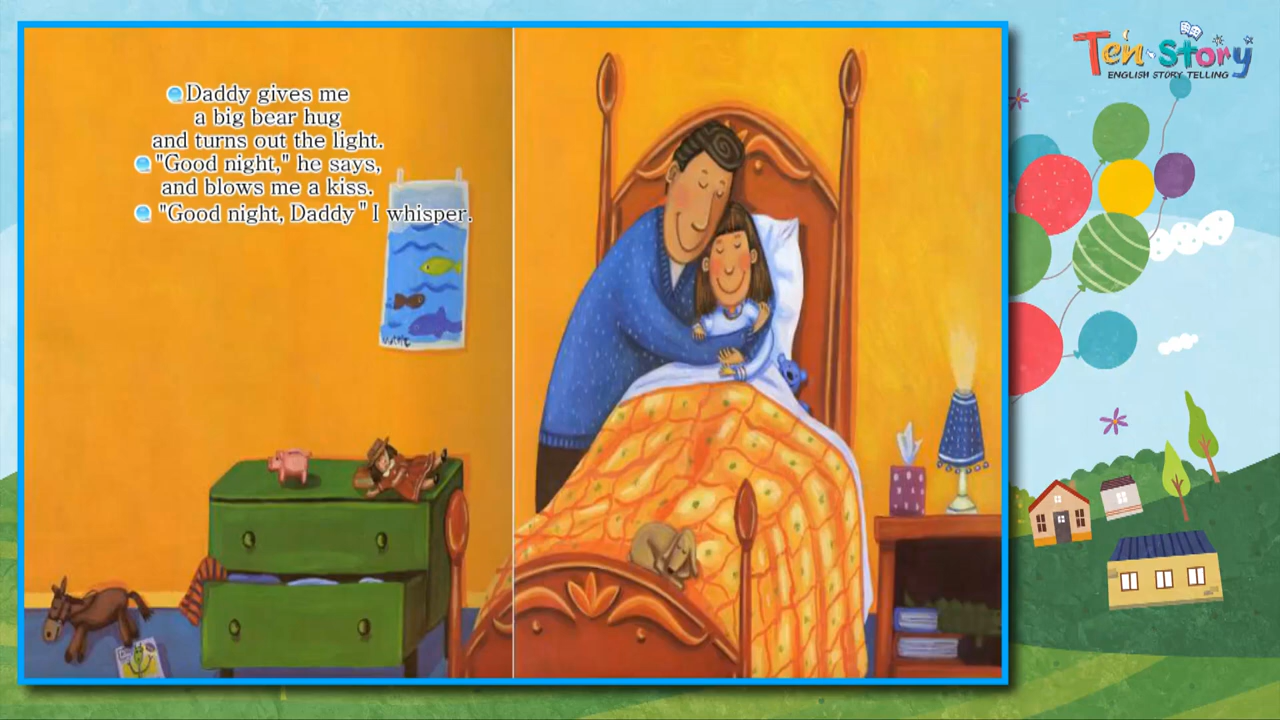 Daddy gives me
a big bear hug
and turns out the light.
"Good night," he says,
and blows me a kiss.
"Good night, Daddy " I whisper.
Ten Story
ENGLISH STORY TELLING